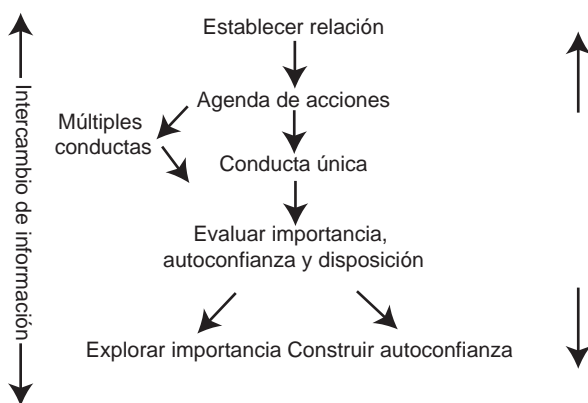 Establecer relación
Agenda de acciones
Múltiples
conductas
Conducta única
Evaluar importancia,
autoconfianza y disposición
Explorar importancia Construir autoconfianza
Intercambio de información